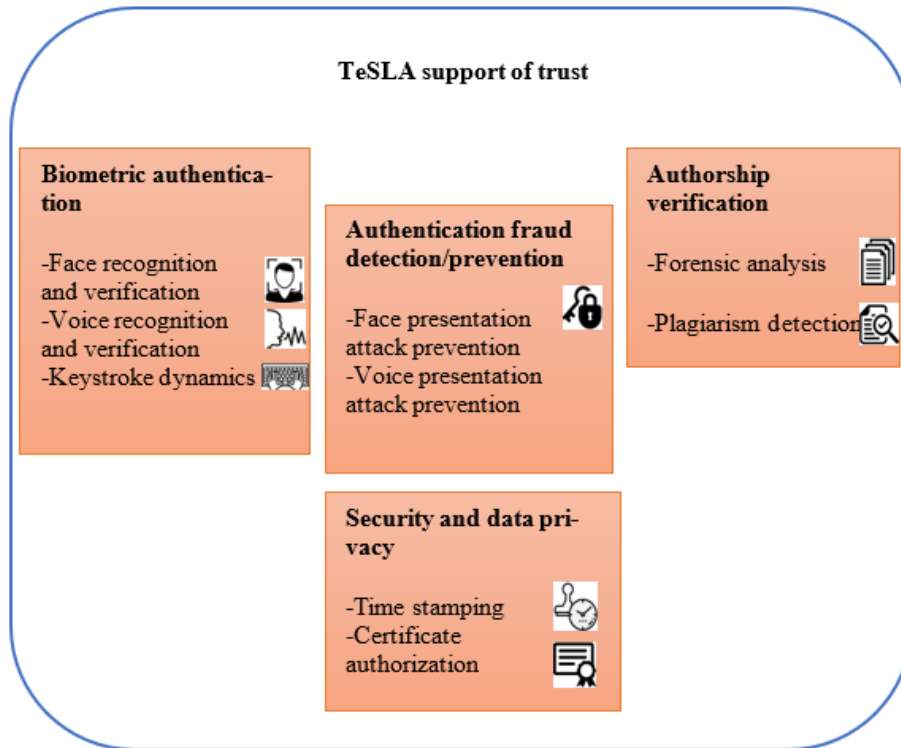 TeSLA support of trust
Biometric authentica-
tion
-Face recognition
and verification
-Voice recognition
and verification
-Keystroke dynamics
Authentication fraud
detection/prevention
-Face presentation
attack prevention
-Voice presentation
attack prevention
Authorship
verification
-Forensic analysis
-Plagiarism detection
Security and data pri-
vacy
-Time stamping
-Certificate
authorization